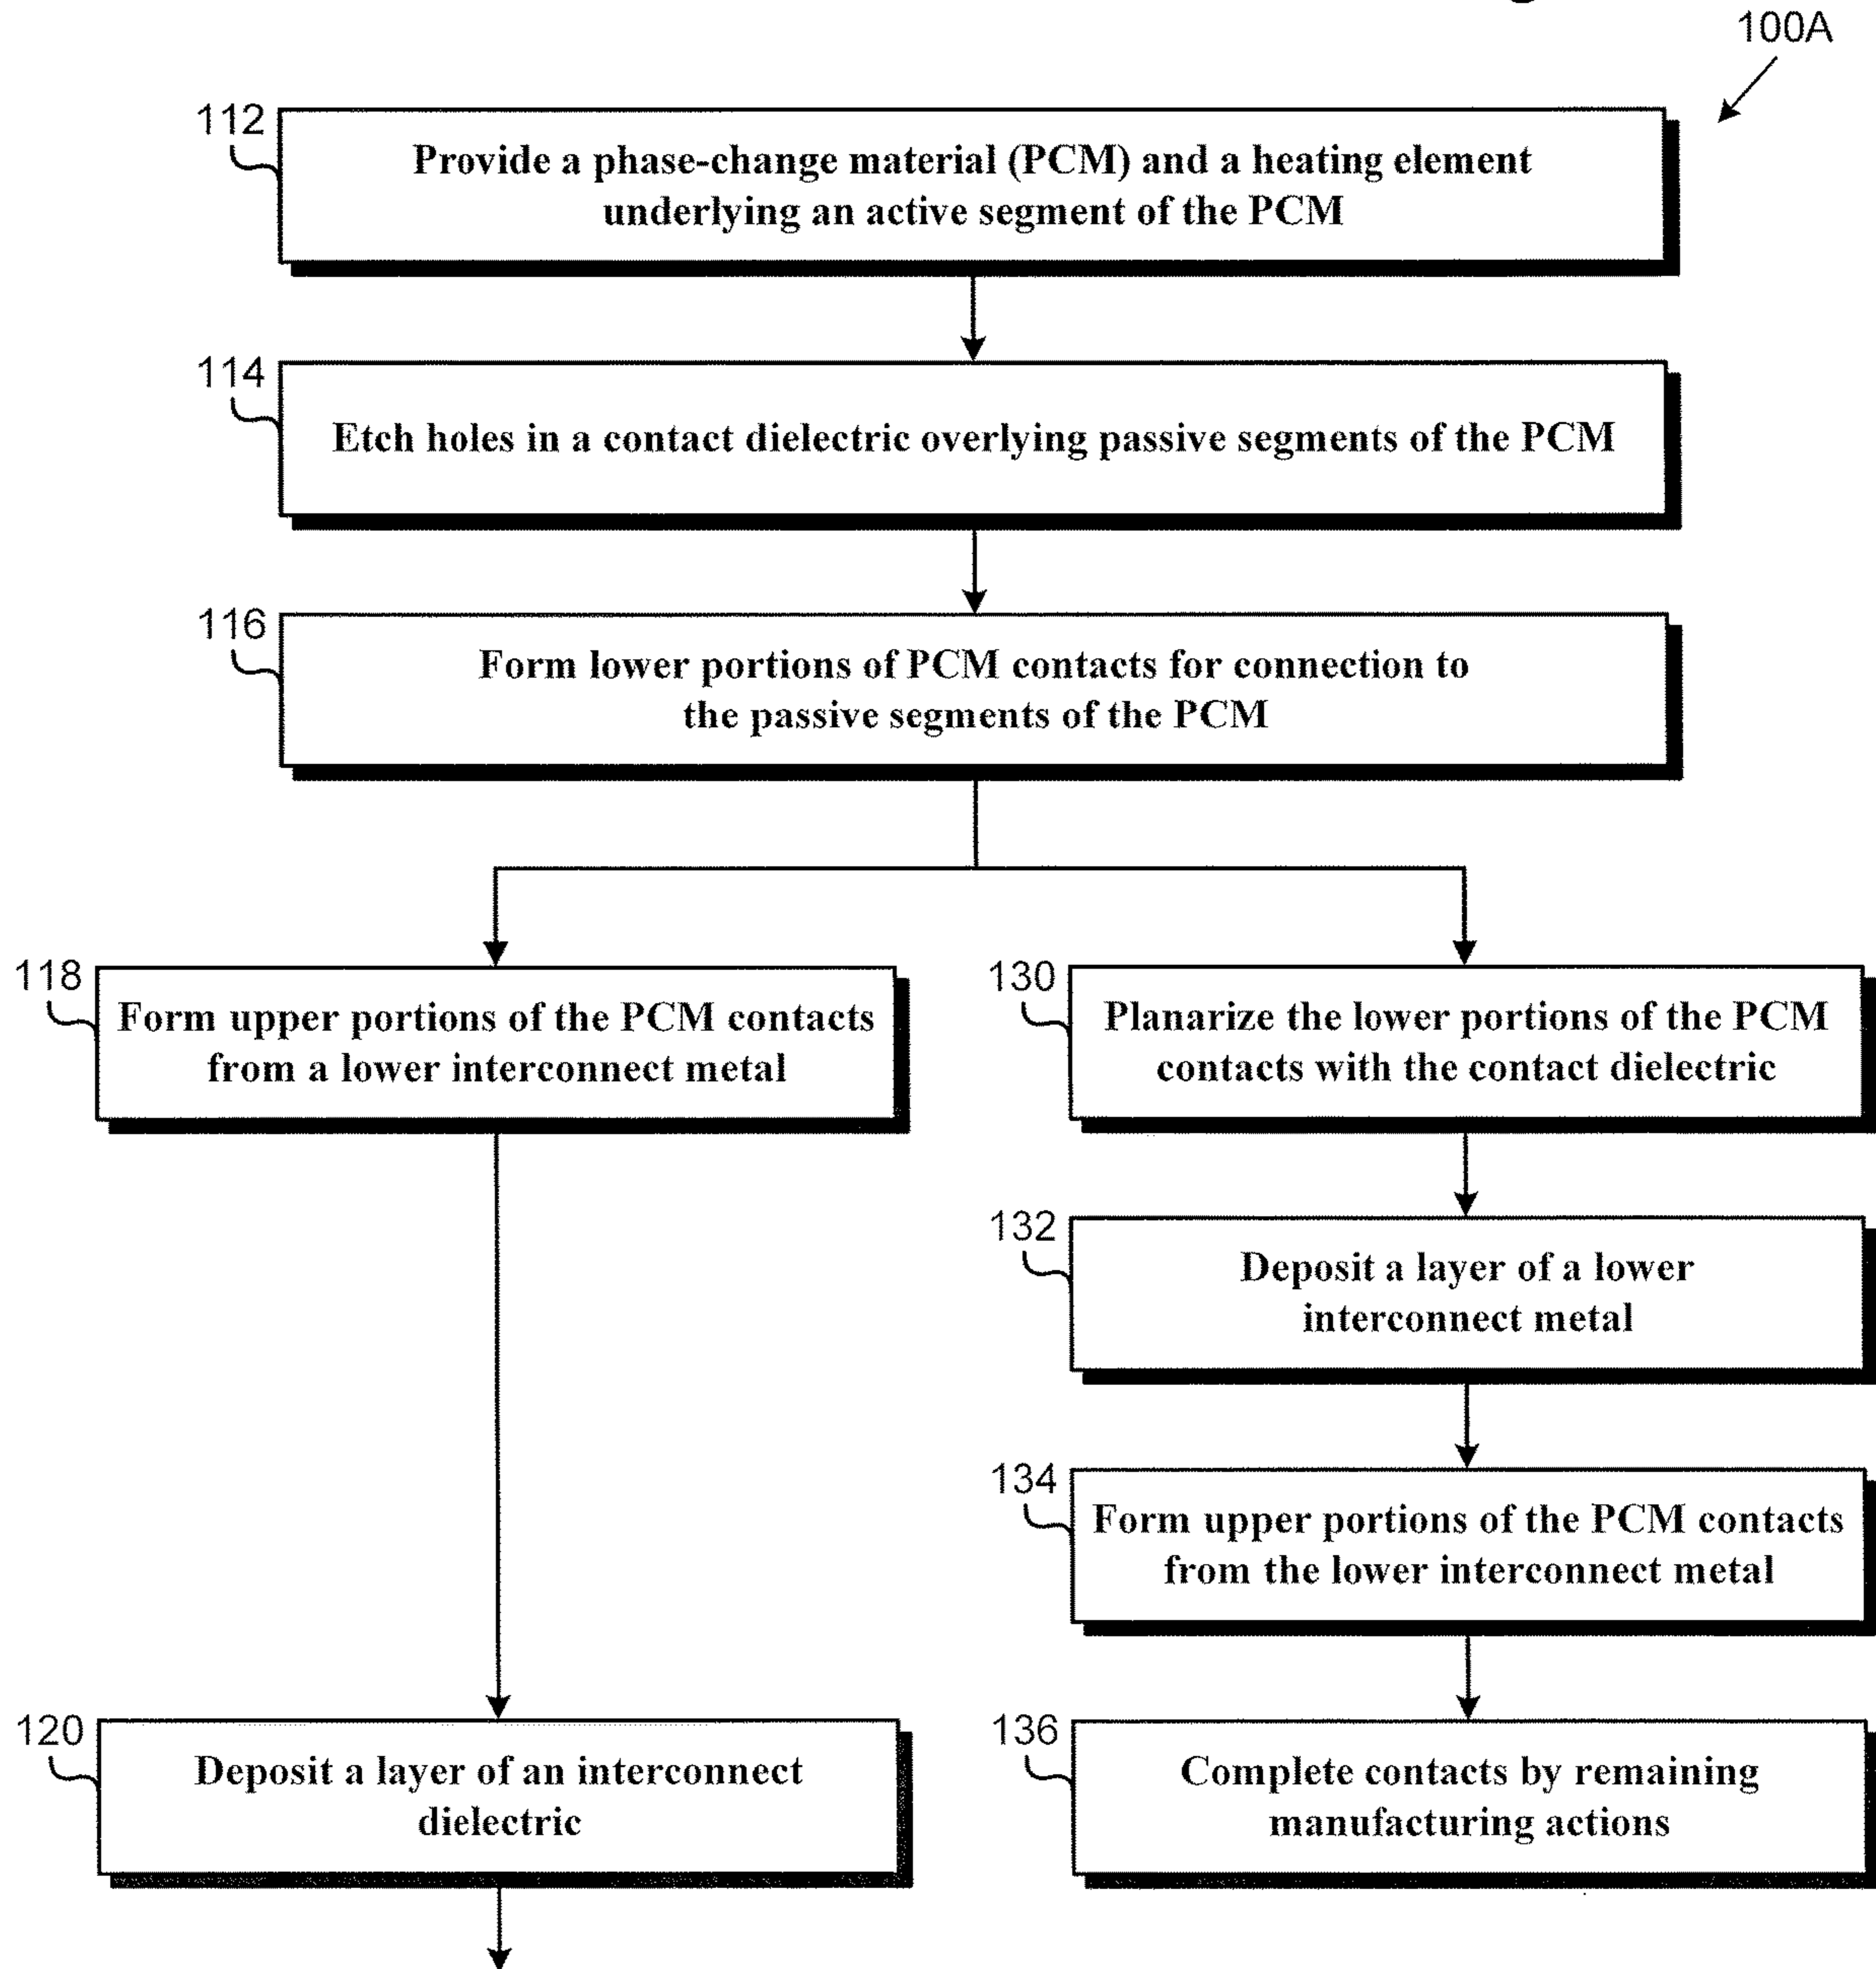 100A
112
Provide a phase-change material (PCM) and a heating element
underlying an active segment of the PCM
114
Etch holes in a contact dielectric overlying passive segments of the PCM
116
Form lower portions of PCM contacts for connection to
the passive segments of the PCM
118
Form upper portions of the PCM contacts
from a lower interconnect metal
130
Planarize the lower portions of the PCM
contacts with the contact dielectric
132
Deposit a layer of a lower
interconnect metal
134
Form upper portions of the PCM contacts
from the lower interconnect metal
120
Deposit a layer of an interconnect
dielectric
136
Complete contacts by remaining
manufacturing actions